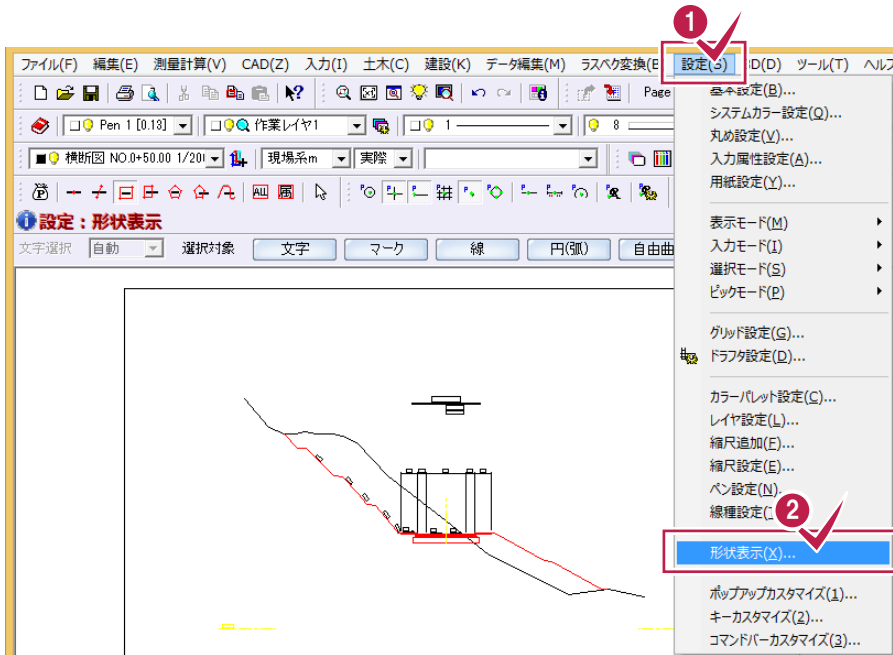 1
ファイル(F) 編集(E) 測量計算(V) CAD(Z) 入力(I) 土木(C) 建設(K) データ編集(M) ラスベク変換(B 設定(S) 3D(D) ツール(T) ヘルプ
Page
Pen 1 [0.13] 作業レイヤ1 1 8
横断図 NO.0+50.00 1/20 現場系m 実際
ALL 属
設定：形状表示
文字選択 自動 選択対象 文字 マーク 線 円(弧) 自由曲
基本設定(B)...
システムカラー設定(Q)...
丸め設定(V)...
入力属性設定(A)...
用紙設定(Y)...
表示モード(M)
入力モード(I)
選択モード(S)
ピックモード(P)
グリッド設定(G)...
ドラフタ設定(D)...
カラーパレット設定(C)...
レイヤ設定(L)...
縮尺追加(F)...
縮尺設定(E)...
ペン設定(N)...
線種設定(
2
形状表示(X)...
ポップアップカスタマイズ(1)...
キーカスタマイズ(2)...
コマンドバーカスタマイズ(3)...